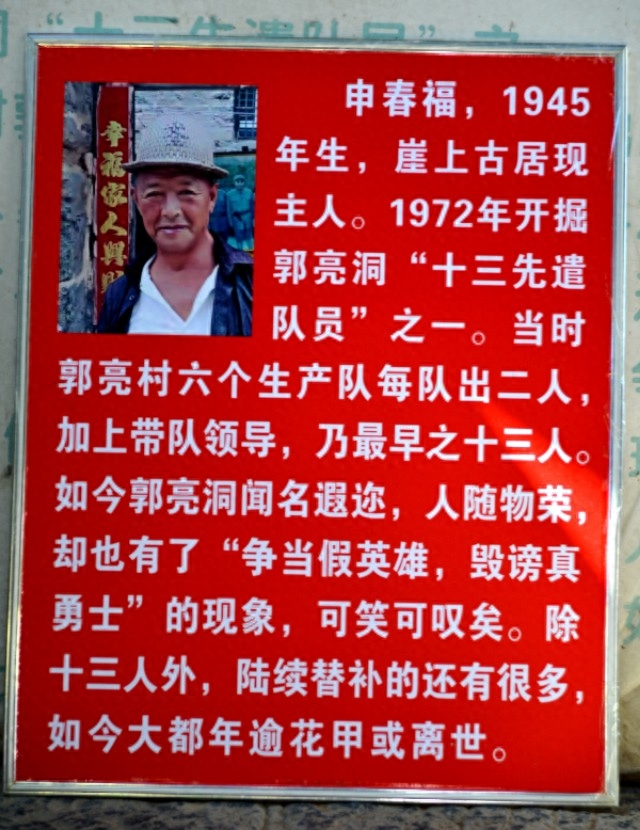 申春福，1945
年生，崖上古居现
主人。1972年开掘
郭亮洞“十三先遣
队员”之一。当时
郭亮村六个生产队每队出二人，
加上带队领导，乃最早之十三人。
如今郭亮洞闻名遐迩，人随物荣，
却也有了“争当假英雄，毁谤真
勇士”的现象，可笑可叹矣。除
十三人外，陆续替补的还有很多，
如今大都年逾花甲或离世。
幸福家人兴